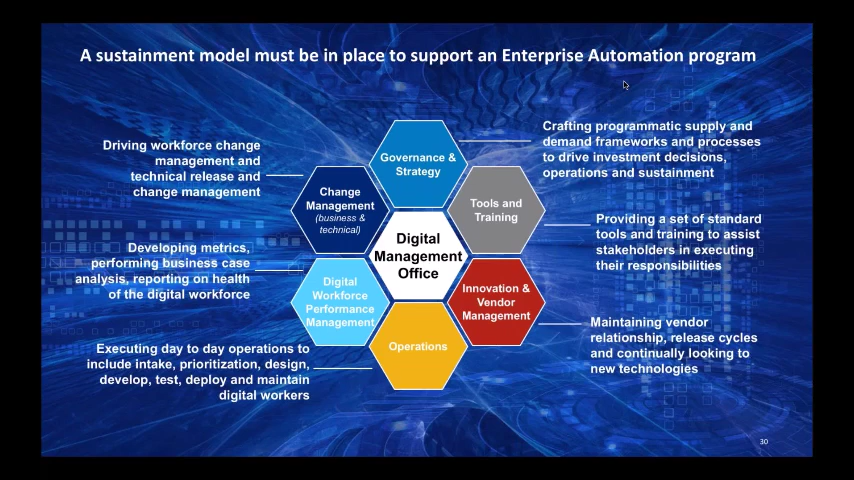 A sustainment model must be in place to support an Enterprise Automation program
Driving workforce change
management and
technical release and
change management
Developing metrics,
performing business case
analysis, reporting on health
of the digital workforce
Executing day to day operations to
include intake, prioritization, design,
develop, test, deploy and maintain
digital workers
Governance &
Strategy
Change
Management
(business &
technical)
Tools and
Training
Digital
Management
Office
Digital
Workforce
Performance
Management
Innovation &
Vendor
Management
Operations
Crafting programmatic supply and
demand frameworks and processes
to drive investment decisions,
operations and sustainment
Providing a set of standard
tools and training to assist
stakeholders in executing
their responsibilities
Maintaining vendor
relationship, release cycles
and continually looking to
new technologies
30